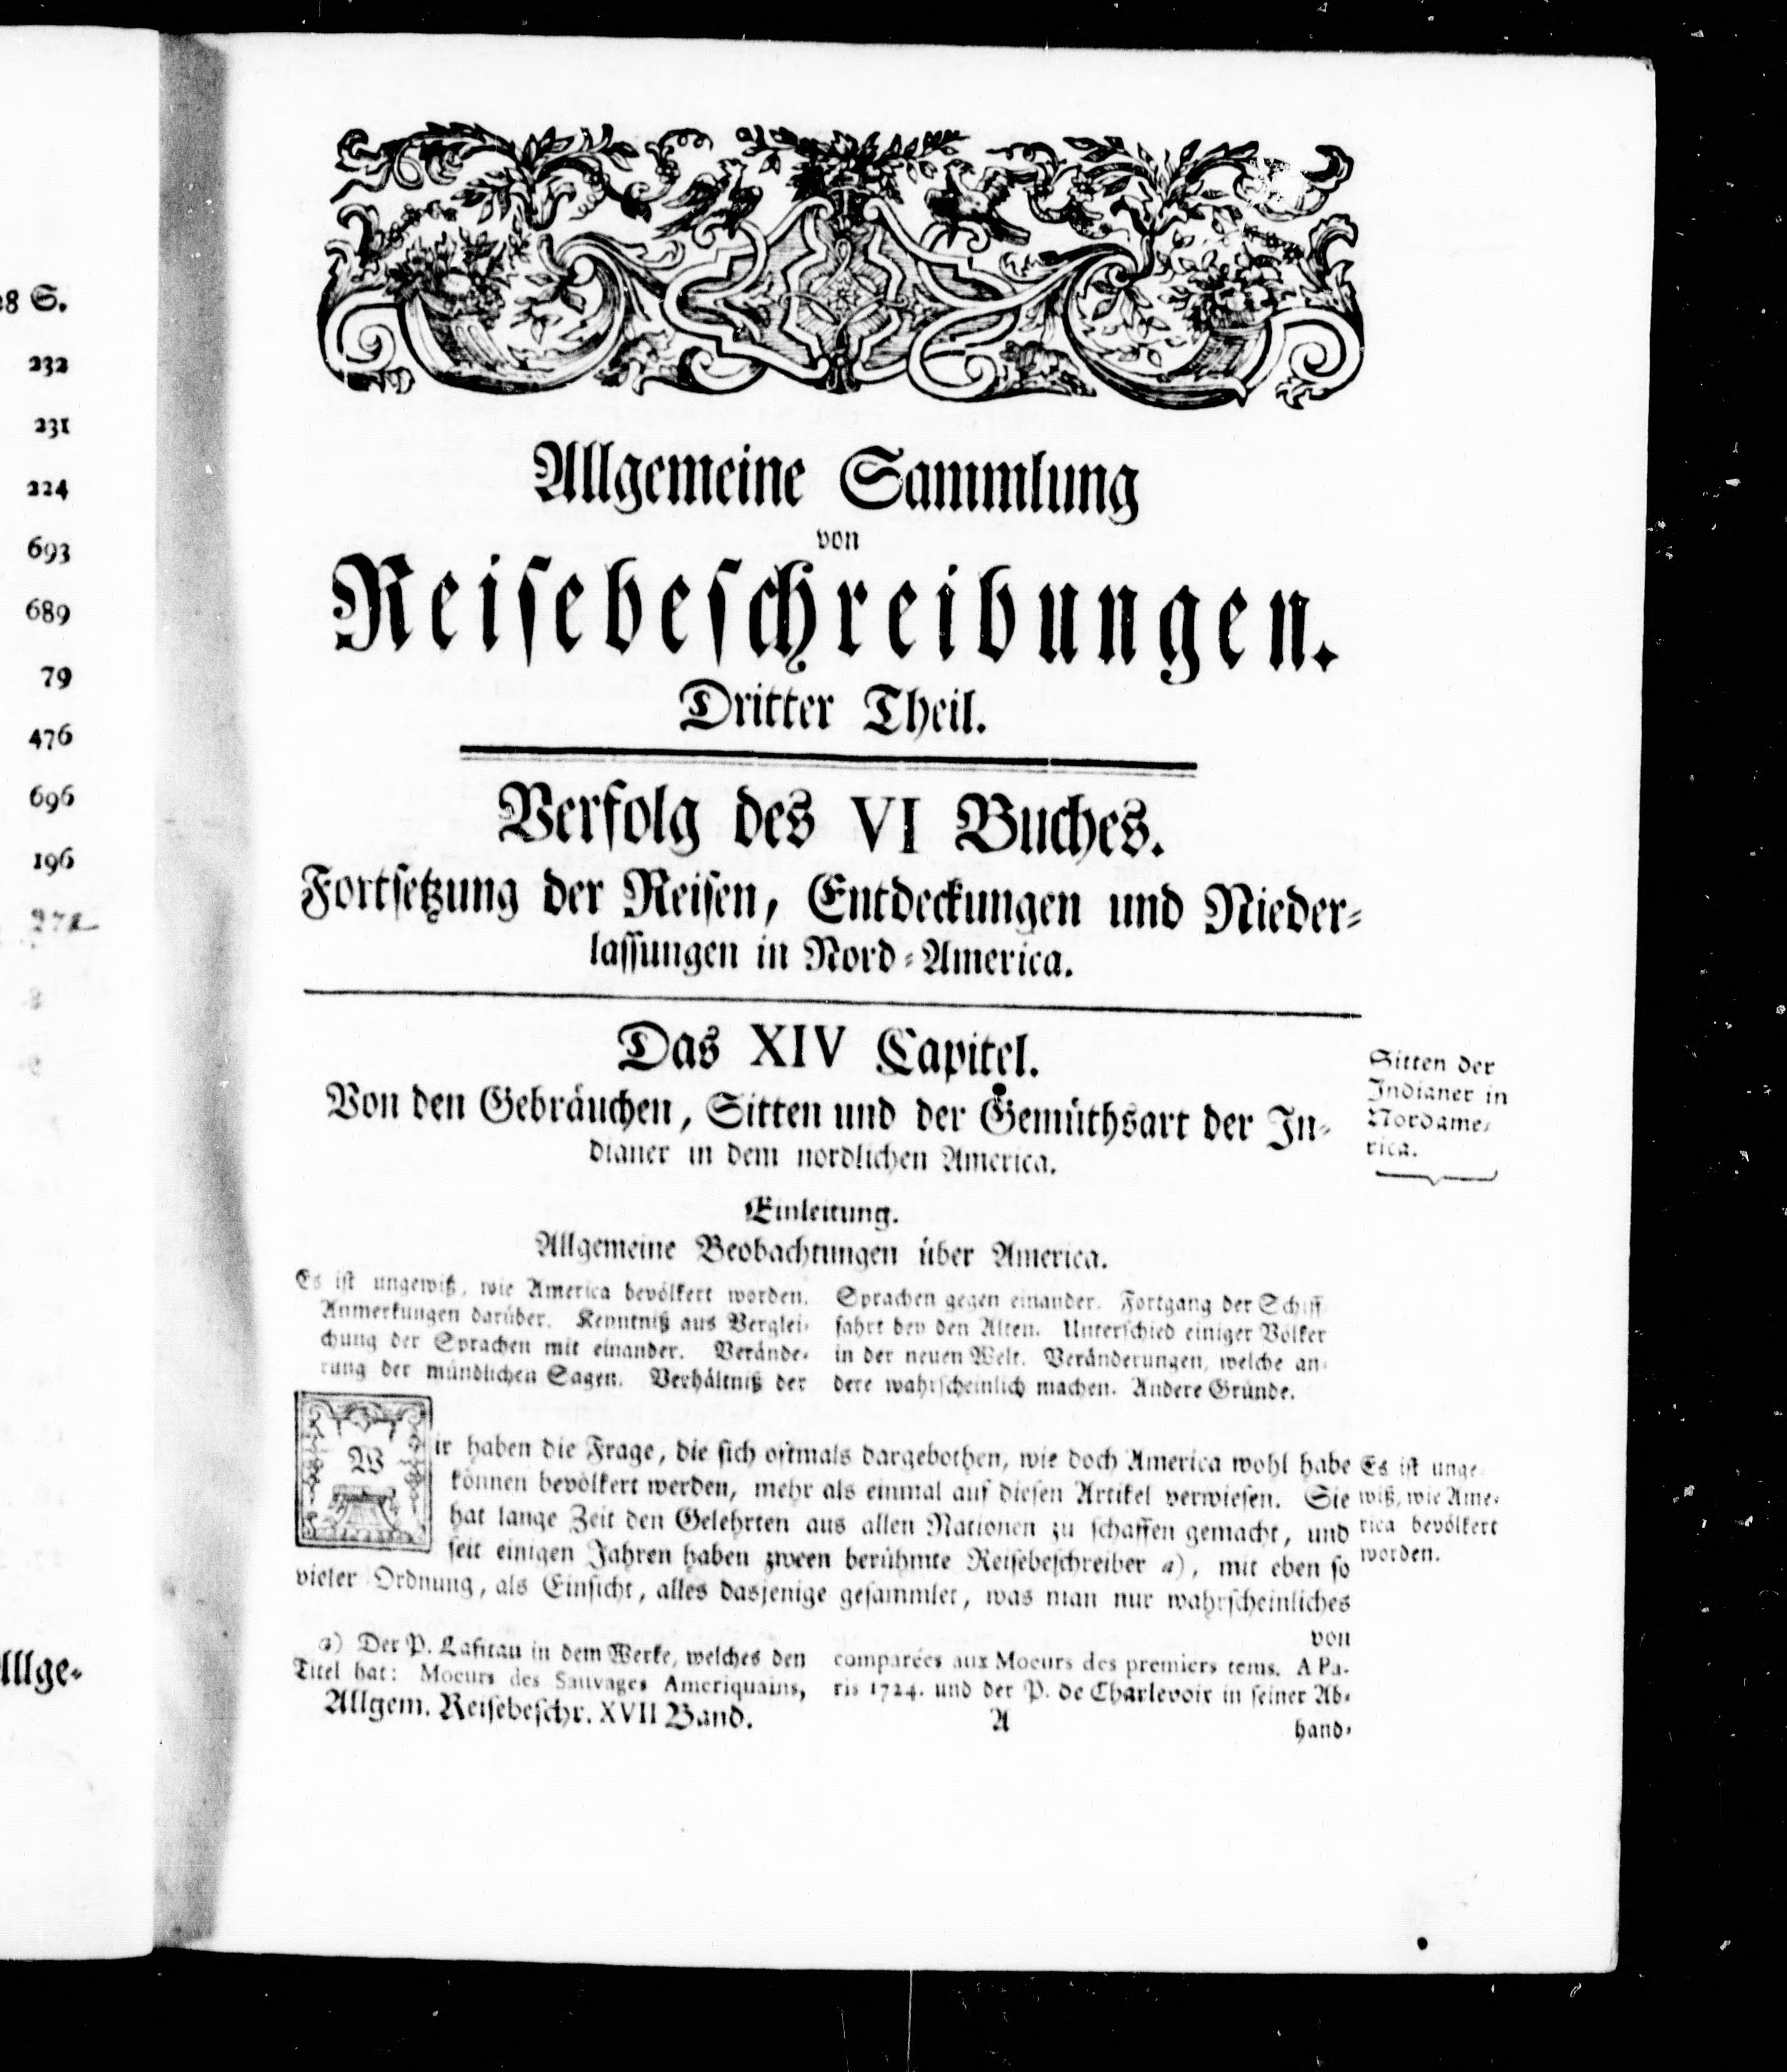 28 S.
232
231
224
693
689
79
476
696
196
Allge-
Allgemeine Sammlung
von
Reisebeschreibungen.
Dritter Theil.
Verfolg des VI Buches.
Fortsetzung der Reisen, Entdeckungen und Nieder-
lassungen in Nord-America.
Das XIV Capitel.
Von den Gebräuchen, Sitten und der Gemüthsart der In-
dianer in dem nordlichen America.
Sitten der
Indianer in
Nordame-
rica.
Einleitung.
Allgemeine Beobachtungen über America.
Es ist ungewiß, wie America bevölkert worden.
Anmerkungen darüber. Kenntniß aus Verglei-
chung der Sprachen mit einander. Verände-
rung der mündlichen Sagen. Verhältniß der
Sprachen gegen einander. Fortgang der Schiff
fahrt bey den Alten. Unterschied einiger Völker
in der neuen Welt. Veränderungen, welche an-
dere wahrscheinlich machen. Andere Gründe.
Wir haben die Frage, die sich oftmals dargebothen, wie doch America wohl habe
können bevölkert werden, mehr als einmal auf diesen Artikel verwiesen. Sie
hat lange Zeit den Gelehrten aus allen Nationen zu schaffen gemacht, und
seit einigen Jahren haben zween berühmte Reisebeschreiber a), mit eben so
vieler Ordnung, als Einsicht, alles dasjenige gesammlet, was man nur wahrscheinliches
von
Es ist unge-
wiß, wie Ame-
rica bevölkert
worden.
a) Der P. Lafitau in dem Werke, welches den
Titel hat: Moeurs des Sauvages Ameriquains,
comparées aux Moeurs des premiers tems. A Pa-
ris 1724. und der P. de Charlevoix in seiner Ab-
Allgem. Reisebeschr. XVII Band.
A
hand-